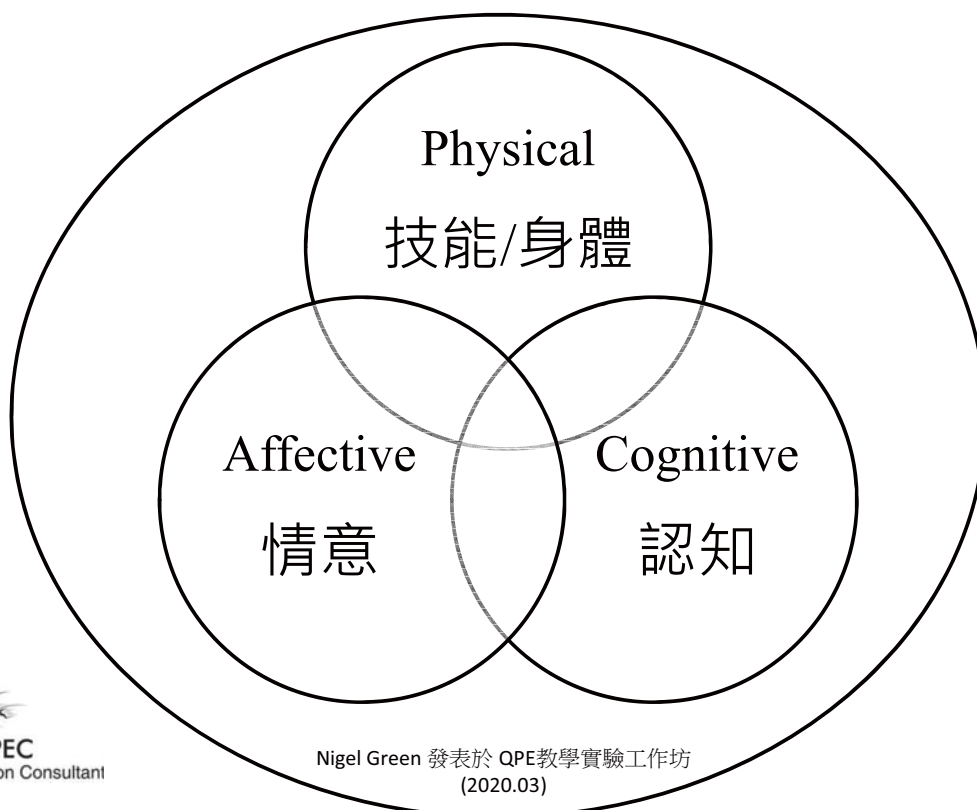 Physical
技能/身體
Affective
情意
Cognitive
認知
PEC
on Consultant
Nigel Green 發表於 QPE教學實驗工作坊
(2020.03)